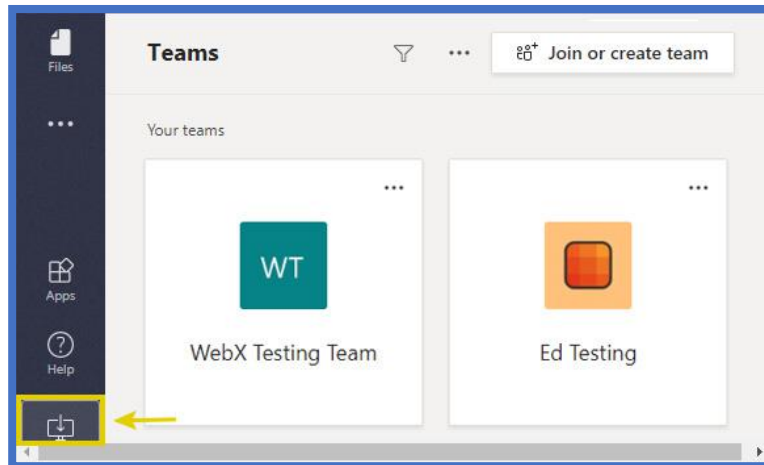 Files
Teams
Join or create team
Your teams
WT
WebX Testing Team
Ed Testing
Apps
Help